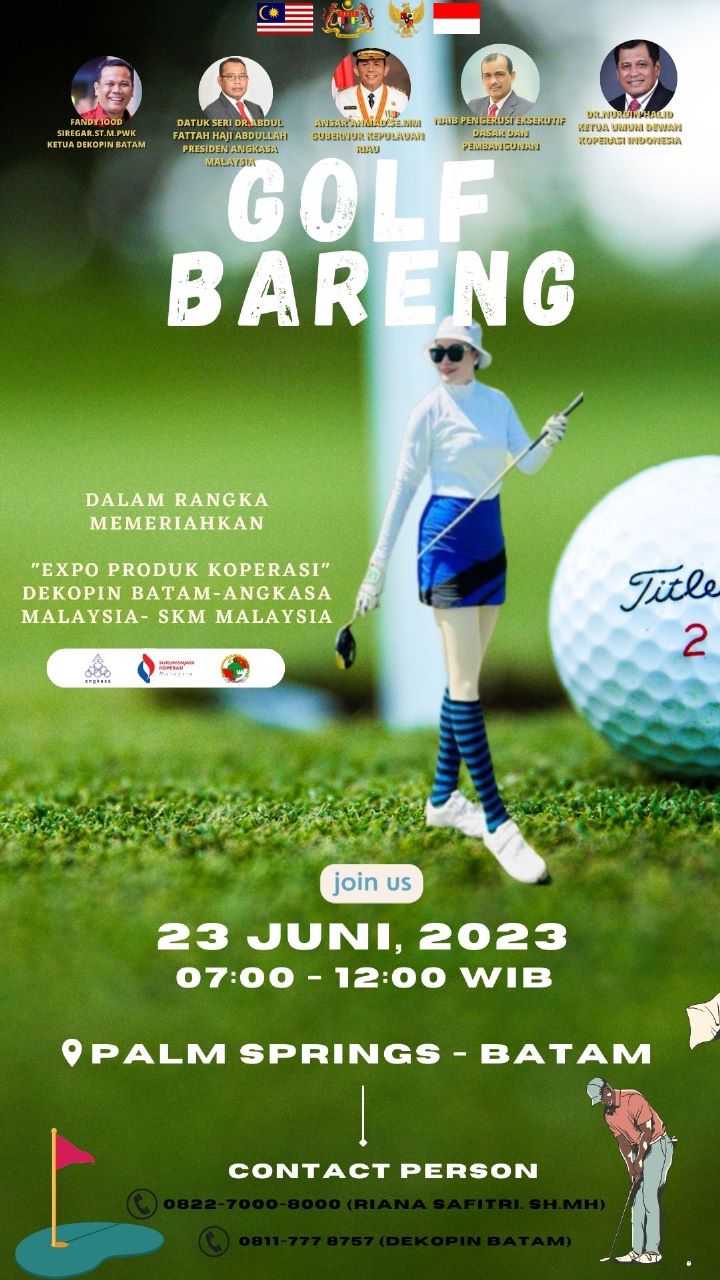 FANDY IOOD
SIREGAR.ST.M.PWK
KETUA DEKOPIN BATAM
DATUK SERI DR.ABDUL
FATTAH HAJI ABDULLAH
PRESIDEN ANGKASA
MALAYSIA
ANSAR AHMAD.SE.MM
GUBERNUR KEPULAUAN
RIAU
NAIB PENGERUSI EKSEKUTIF
DASAR DAN
PEMBANGUNAN
DR.NURDIN HALID
KETUA UMUM DEWAN
KOPERASI INDONESIA
GOLF
BARENG
DALAM RANGKA
MEMERIAHKAN
"EXPO PRODUK KOPERASI"
DEKOPIN BATAM-ANGKASA
MALAYSIA- SKM MALAYSIA
angkasa
SURUHANJAYA
KOPERASI
Malaysia
Title
2
join us
23 JUNI, 2023
07:00 - 12:00 WIB
PALM SPRINGS - BATAM
CONTACT PERSON
0822-7000-8000 (RIANA SAFITRI. SH.MH)
0811-777 8757 (DEKOPIN BATAM)